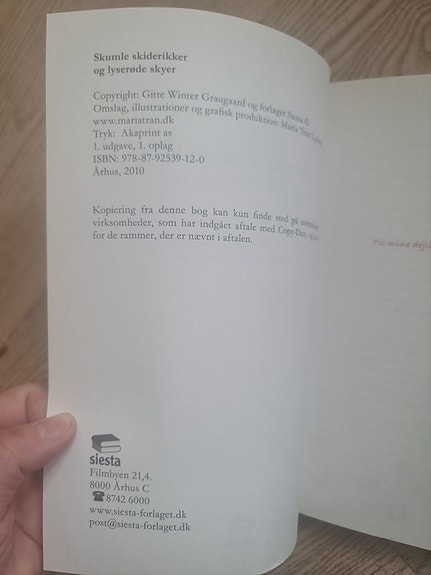 Skumle skiderikker
og lyserøde skyer
Copyright: Gitte Winter Graugaard og forlaget Siesta ©
Omslag, illustrationer og grafisk produktion: Maria Tran
www.mariatran.dk
Tryk: Akaprint as
1. udgave, 1. oplag
ISBN: 978-87-92539-12-0
Århus, 2010
Kopiering fra denne bog kan kun finde sted på
virksomheder, som har indgået aftale med Copy-Dan,
for de rammer, der er nævnt i aftalen.
siesta
Filmbyen 21,4.
8000 Århus C
☎ 8742 6000
www.siesta-forlaget.dk
post@siesta-forlaget.dk
Til mine